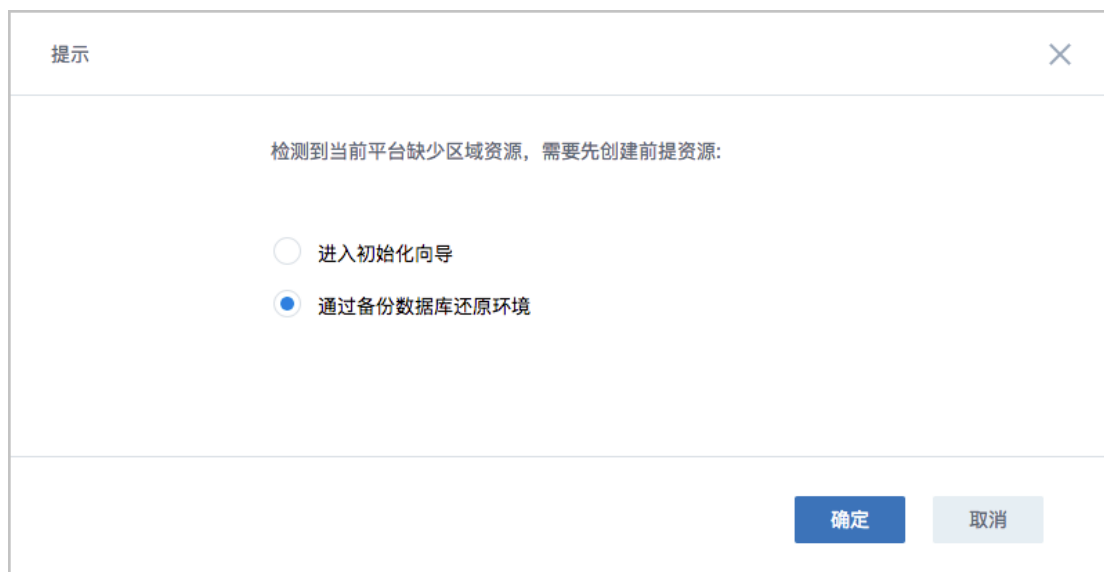 提示
检测到当前平台缺少区域资源，需要先创建前提资源:
进入初始化向导
通过备份数据库还原环境
确定
取消